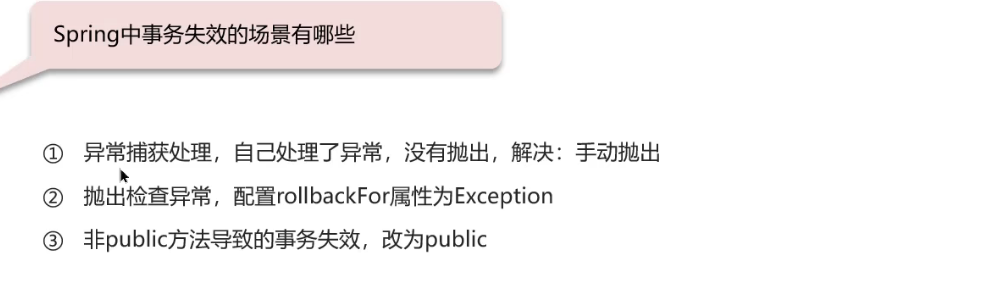 Spring中事务失效的场景有哪些
① 异常捕获处理，自己处理了异常，没有抛出，解决：手动抛出
② 抛出检查异常，配置rollbackFor属性为Exception
③ 非public方法导致的事务失效，改为public